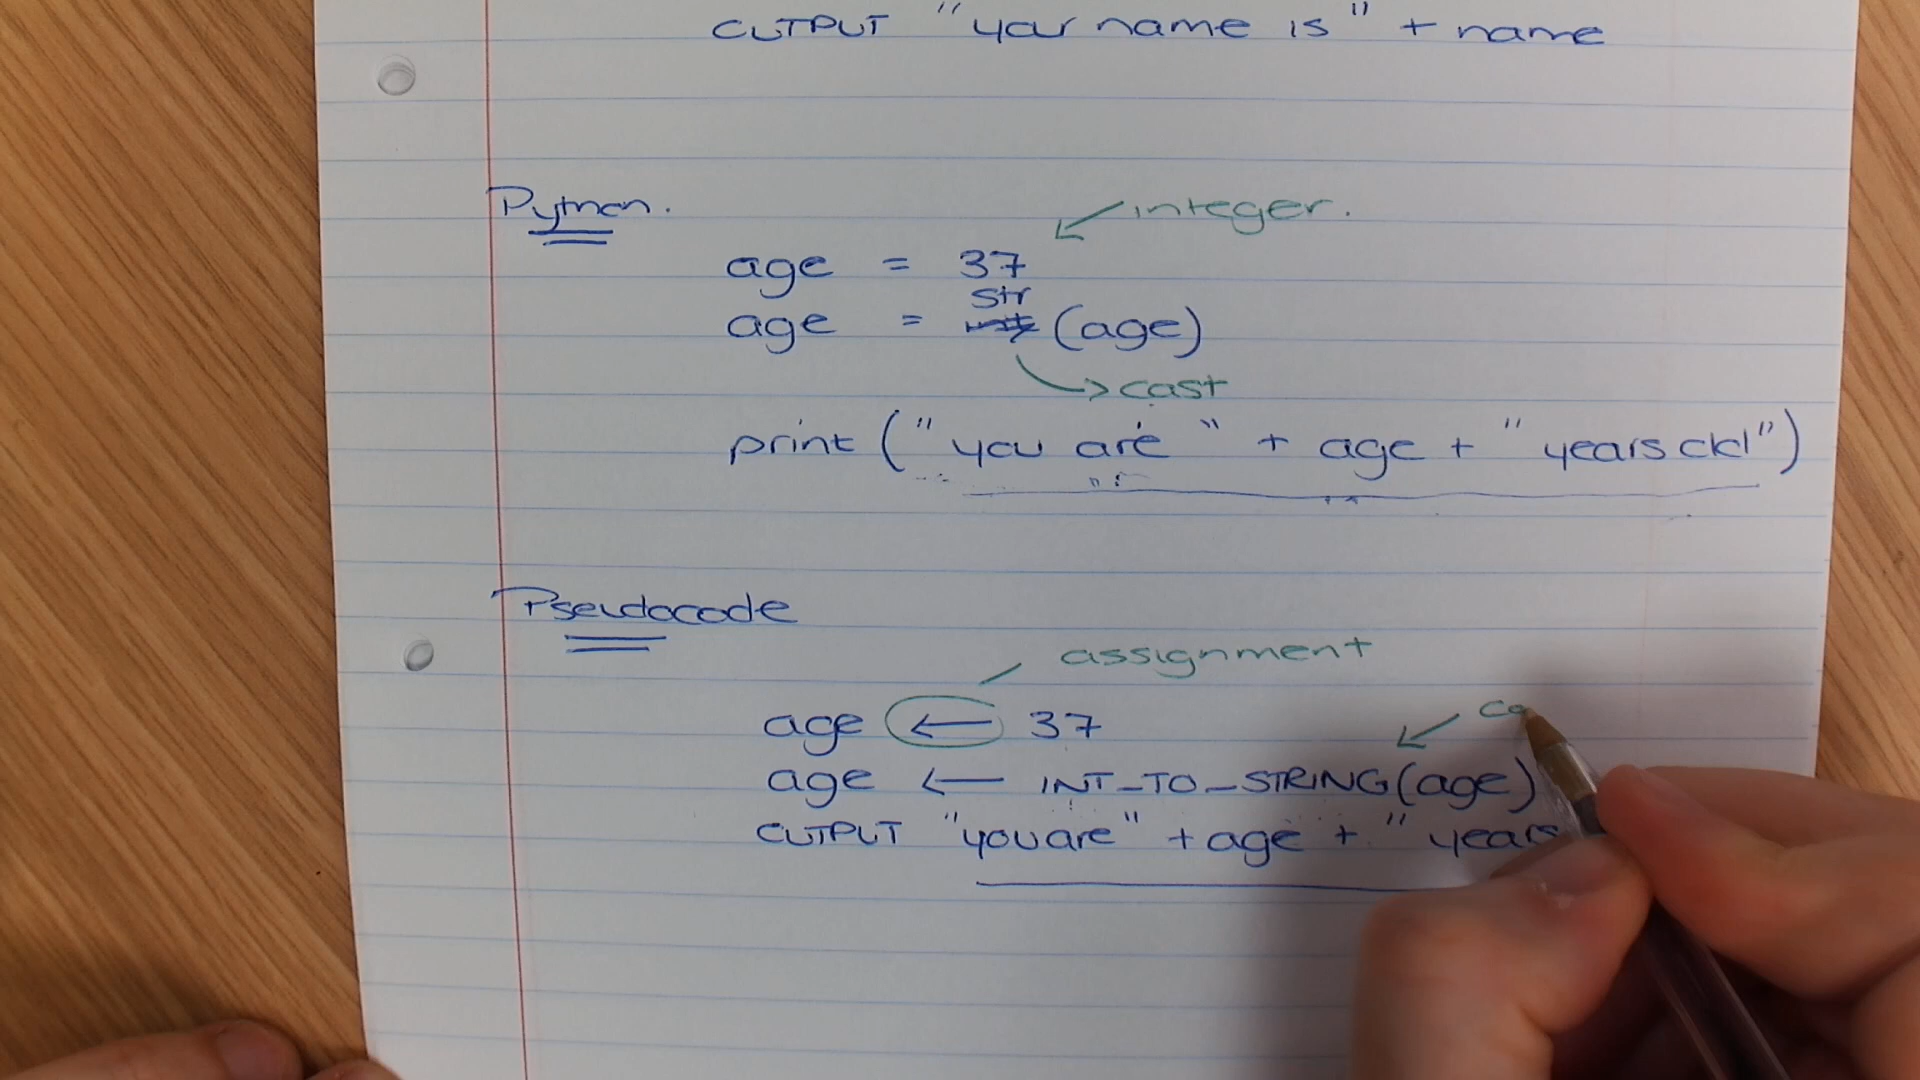 OUTPUT "your name is" + name
Python.
integer.
age = 37
str
age = (age)
cast
print ("you are " + age + " years old")
Pseudocode
assignment
age ← 37
ca
age ← INT_TO_STRING(age)
OUTPUT "you are" + age + " years